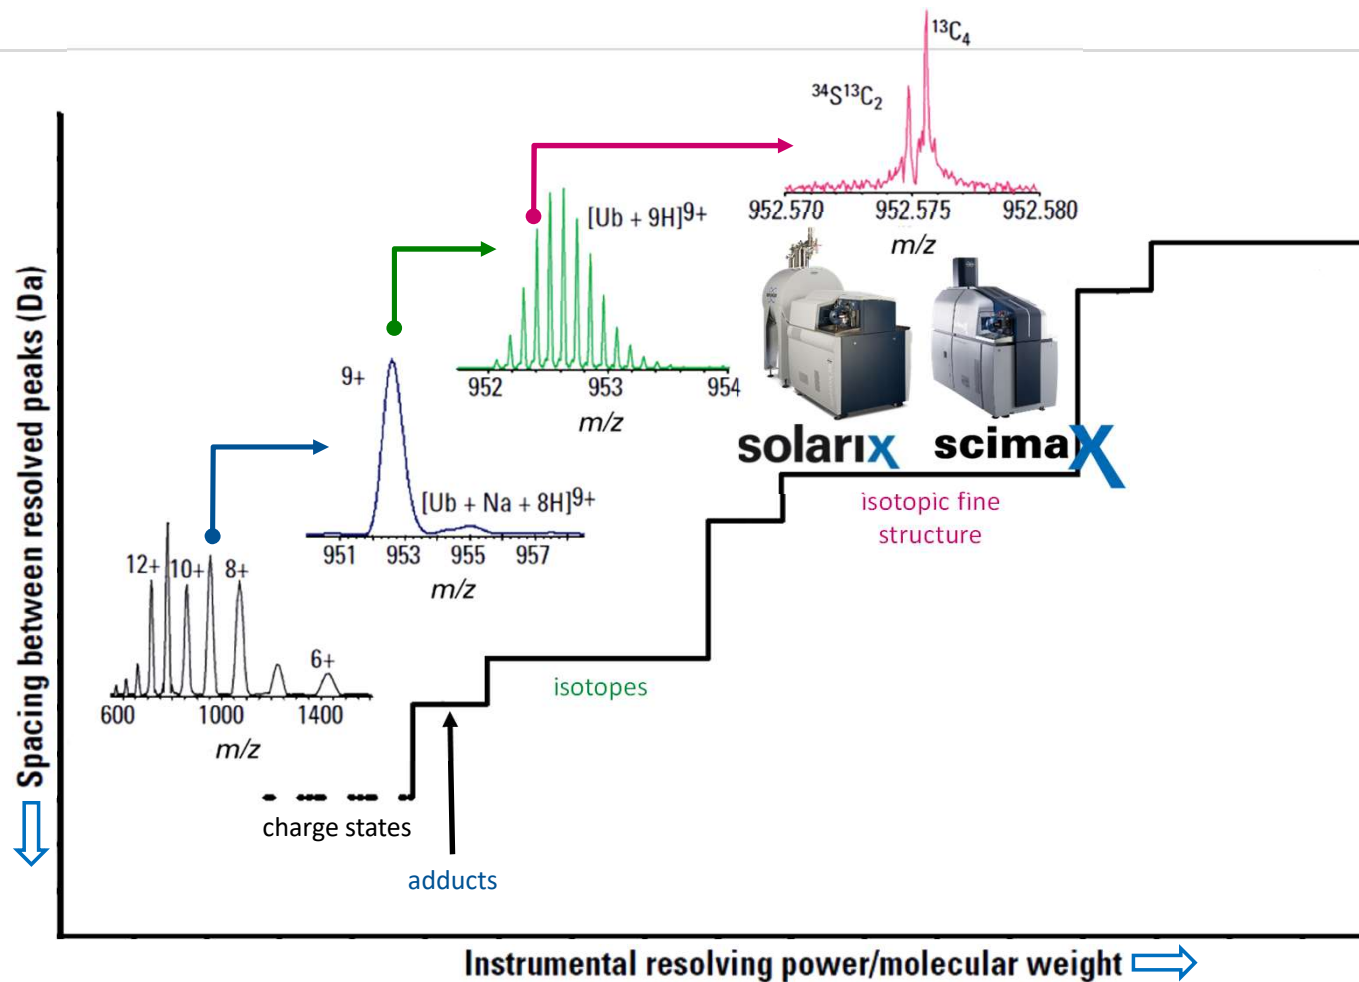 ¹³C₄
³⁴S¹³C₂
952.570 952.575 952.580
m/z
[Ub + 9H]⁹⁺
952 953 954
m/z
9+
[Ub + Na + 8H]⁹⁺
951 953 955 957
m/z
12+ 10+ 8+
6+
600 1000 1400
m/z
solarix scimaX
isotopic fine
structure
isotopes
charge states
adducts
Spacing between resolved peaks (Da)
Instrumental resolving power/molecular weight